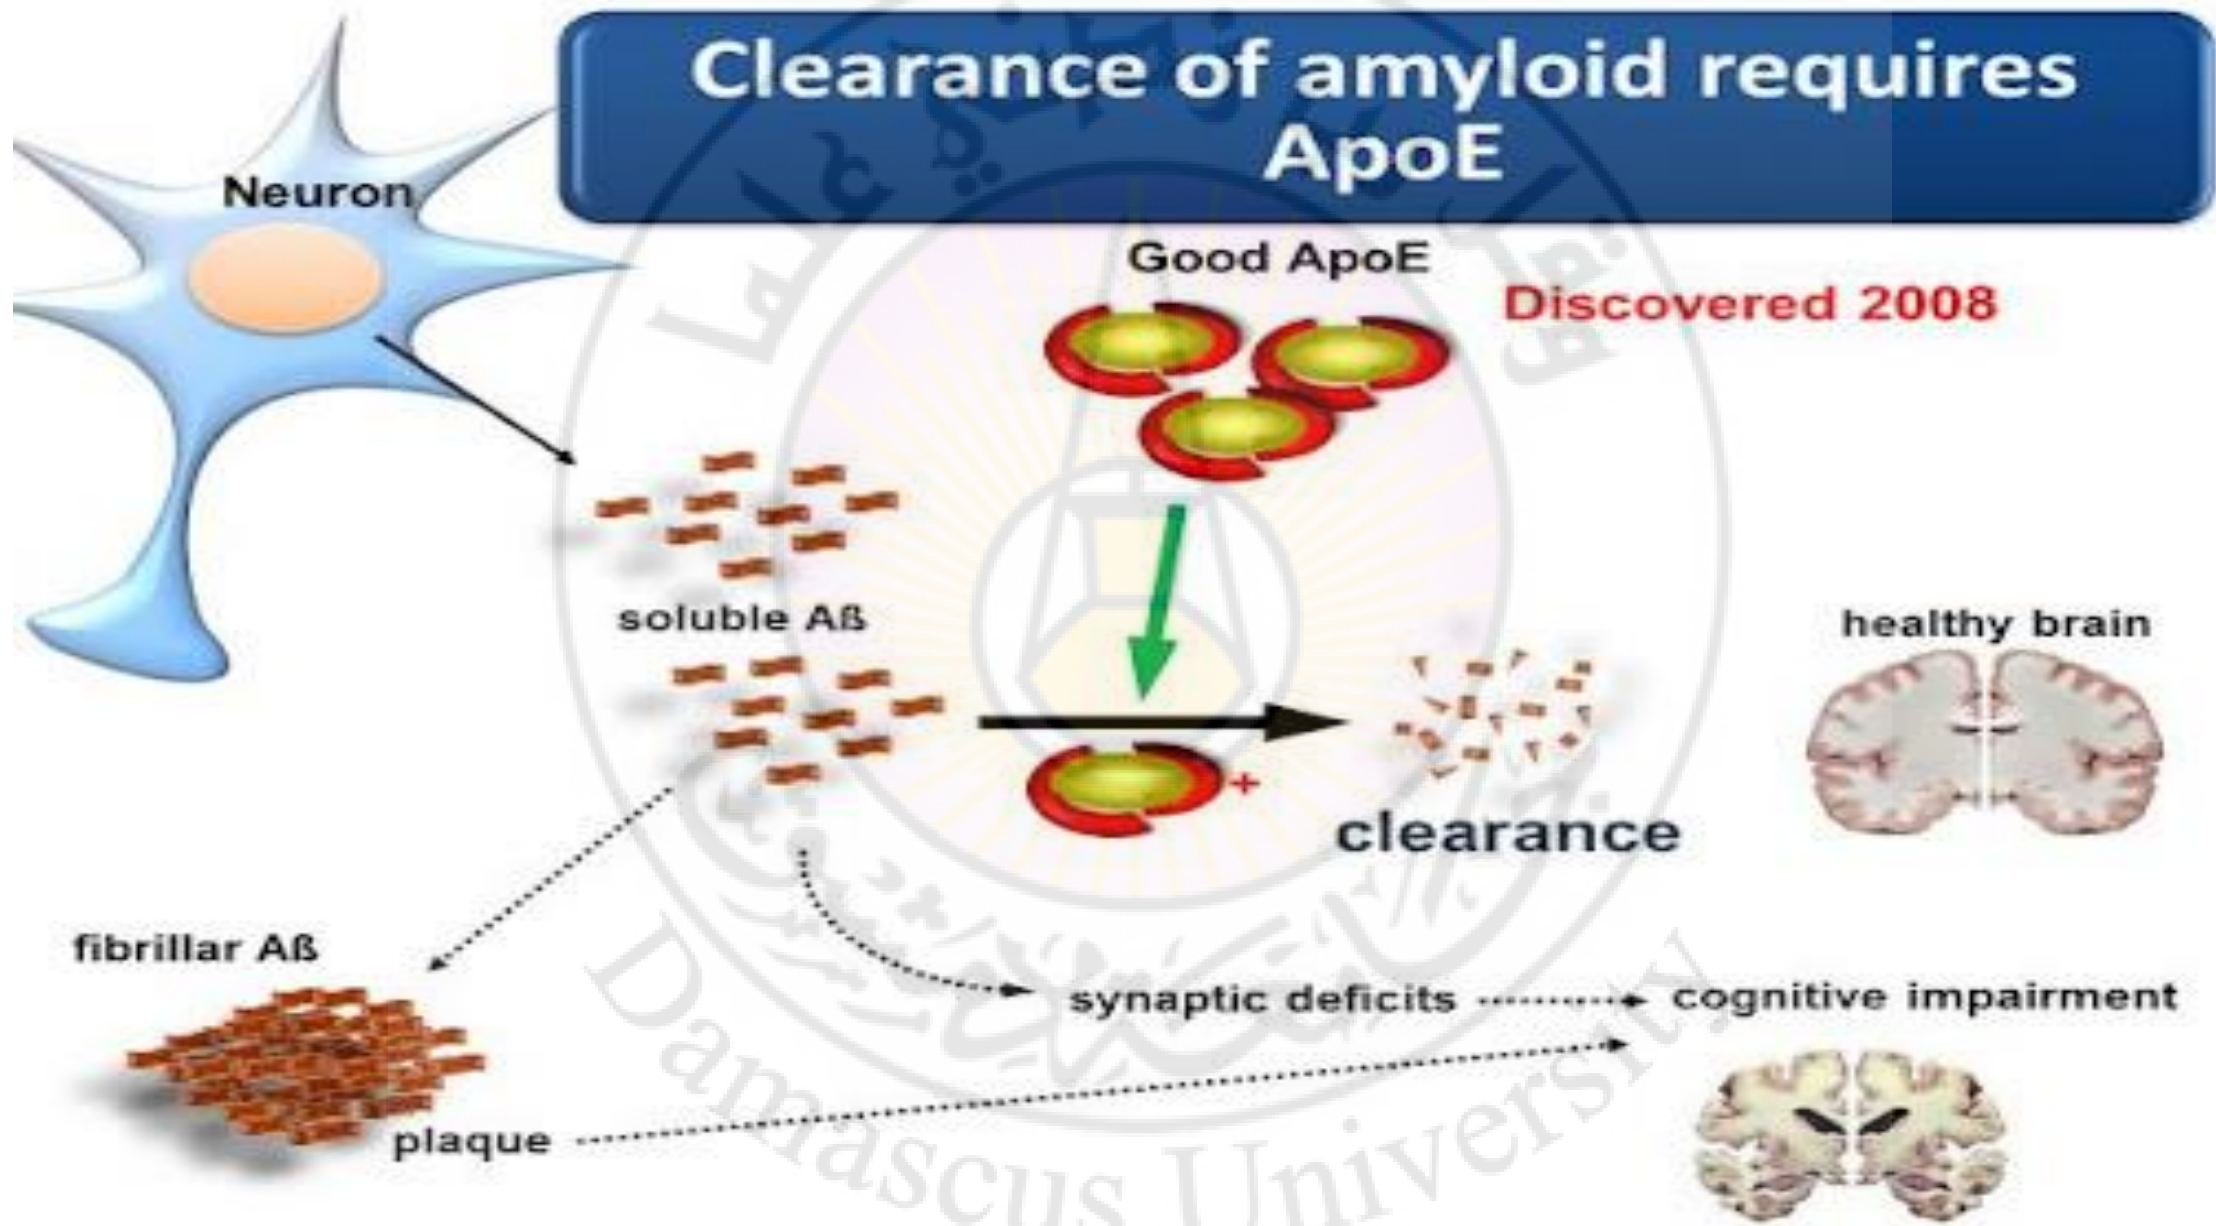 Clearance of amyloid requires
ApoE
Neuron
Good ApoE
Discovered 2008
soluble Aß
healthy brain
+
clearance
fibrillar Aß
synaptic deficits
cognitive impairment
plaque
Damascus University